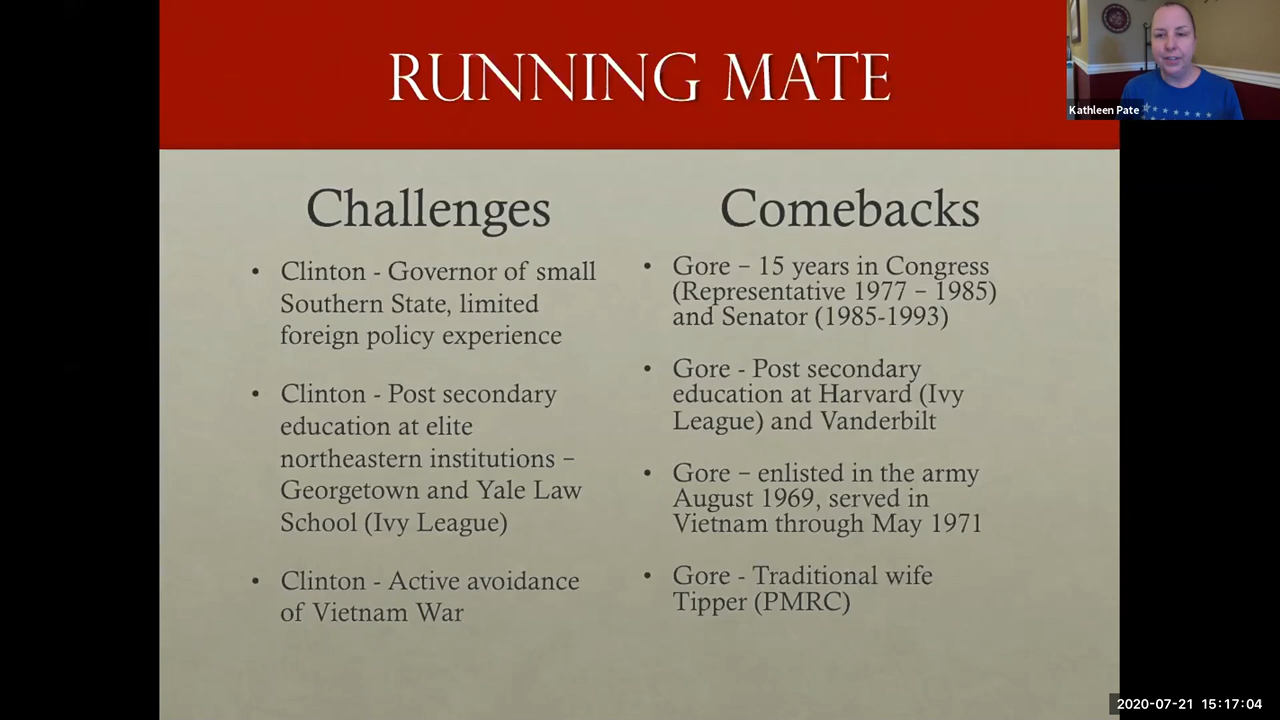 RUNNING MATE
Kathleen Pate
Challenges
• Clinton - Governor of small
Southern State, limited
foreign policy experience
• Clinton - Post secondary
education at elite
northeastern institutions –
Georgetown and Yale Law
School (Ivy League)
• Clinton - Active avoidance
of Vietnam War
Comebacks
• Gore – 15 years in Congress
(Representative 1977 – 1985)
and Senator (1985-1993)
• Gore - Post secondary
education at Harvard (Ivy
League) and Vanderbilt
• Gore – enlisted in the army
August 1969, served in
Vietnam through May 1971
• Gore - Traditional wife
Tipper (PMRC)
2020-07-21 15:17:04